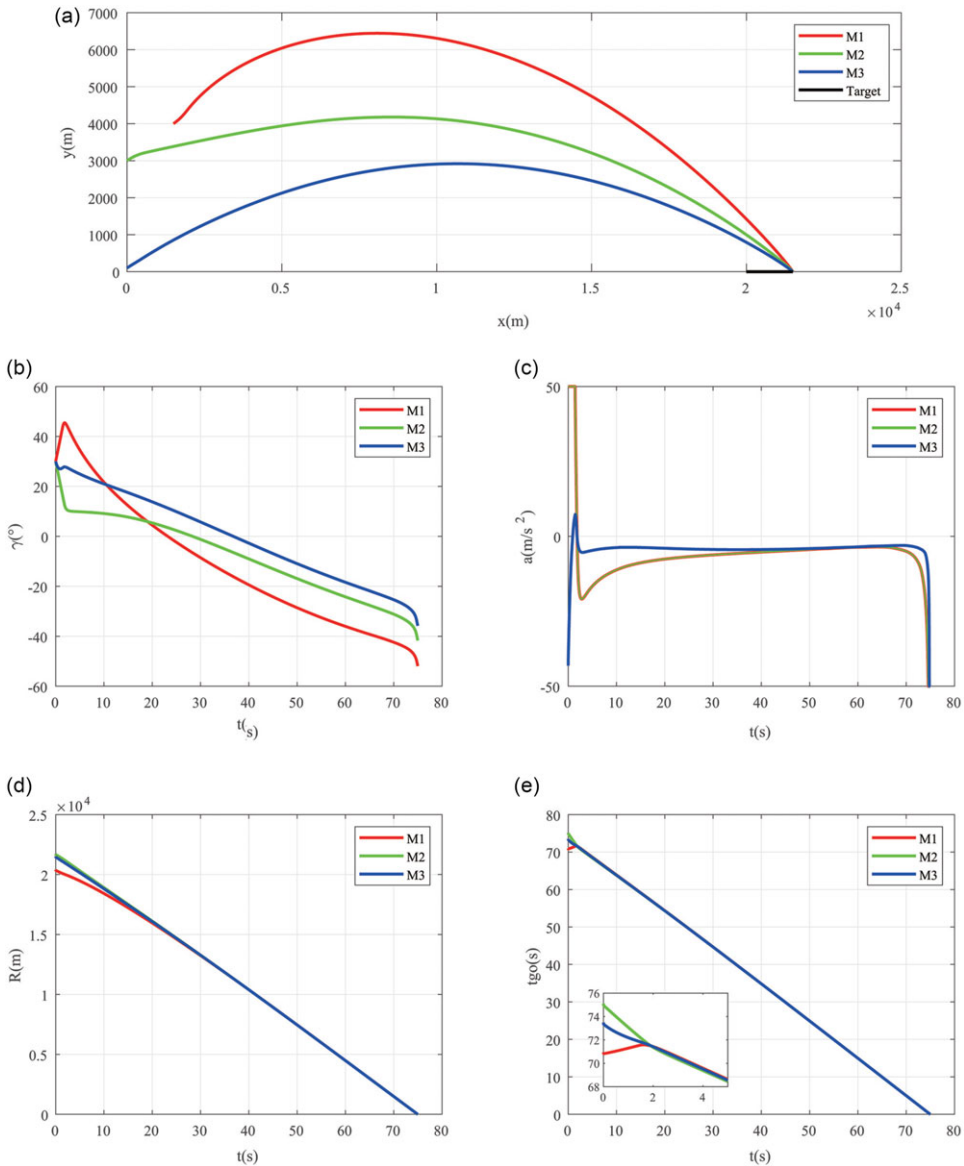 (a)
7000
6000
5000
4000
3000
2000
1000
0
y(m)
M1
M2
M3
Target
0 0.5 1 1.5 2 2.5
×10^4
x(m)
(b)
60
40
20
0
-20
-40
-60
γ(°)
M1
M2
M3
0 10 20 30 40 50 60 70 80
t(s)
(c)
50
0
-50
a(m/s^2)
M1
M2
M3
0 10 20 30 40 50 60 70 80
t(s)
(d)
×10^4
2.5
2
1.5
1
0.5
0
R(m)
M1
M2
M3
0 10 20 30 40 50 60 70 80
t(s)
(e)
80
70
60
50
40
30
20
10
0
tgo(s)
M1
M2
M3
76
74
72
70
68
0 2 4
0 10 20 30 40 50 60 70 80
t(s)